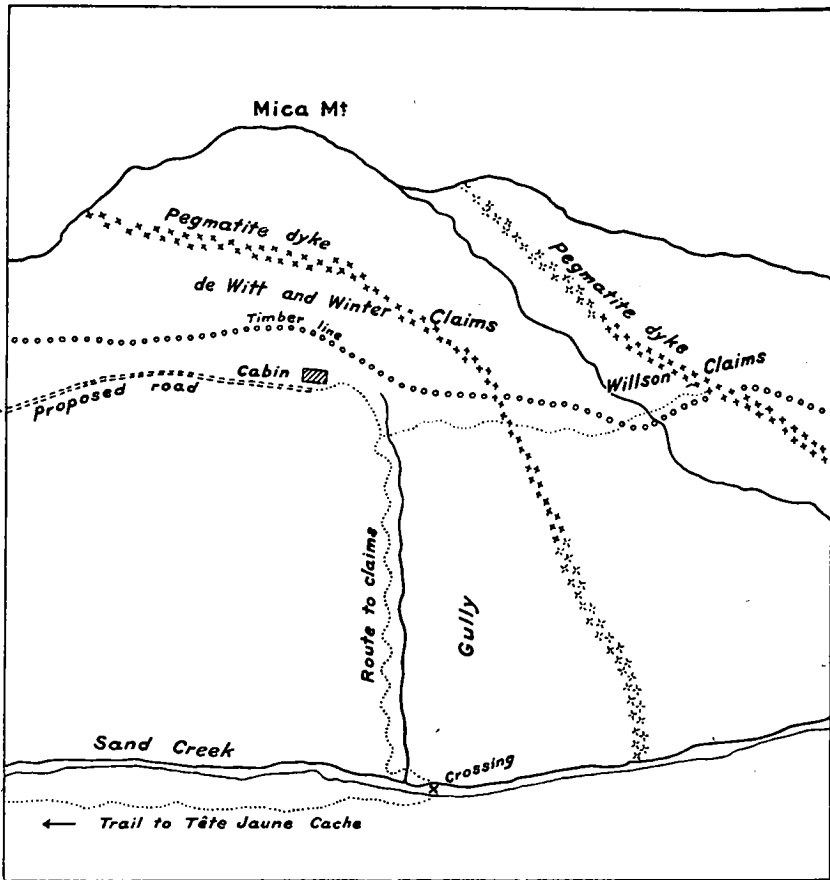 Mica Mt
Pegmatite dyke
Pegmatite dyke
de Witt and Winter Claims
Timber line
Willson Claims
Cabin
Proposed road
Route to claims
Gully
Sand Creek
Crossing
← Trail to Tête Jaune Cache